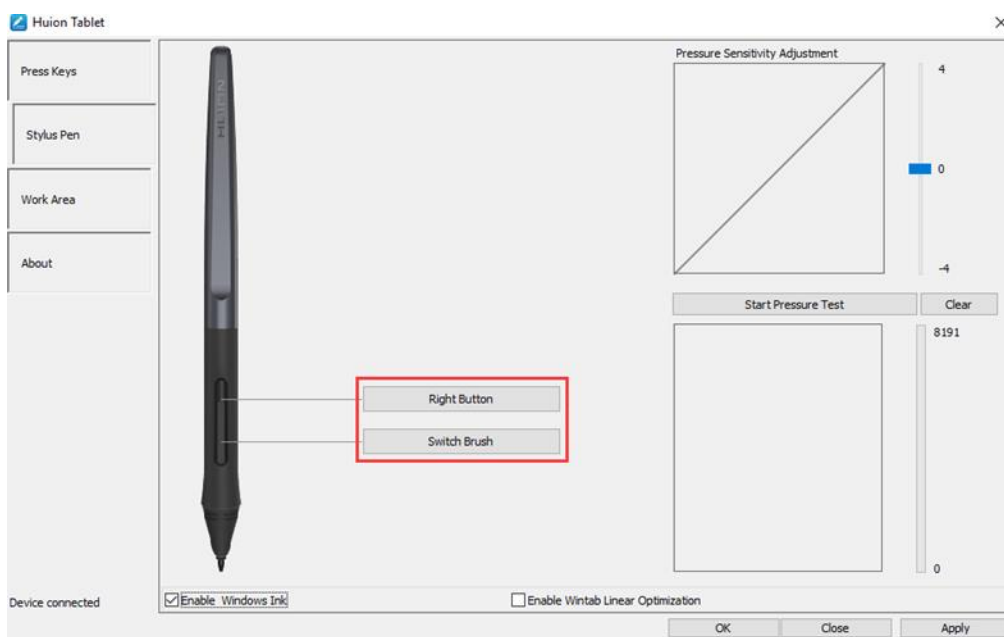 Huion Tablet
Press Keys
Stylus Pen
Work Area
About
Device connected
HUION
Right Button
Switch Brush
Pressure Sensitivity Adjustment
4
0
-4
Start Pressure Test
Clear
8191
0
Enable Windows Ink
Enable Wintab Linear Optimization
OK
Close
Apply